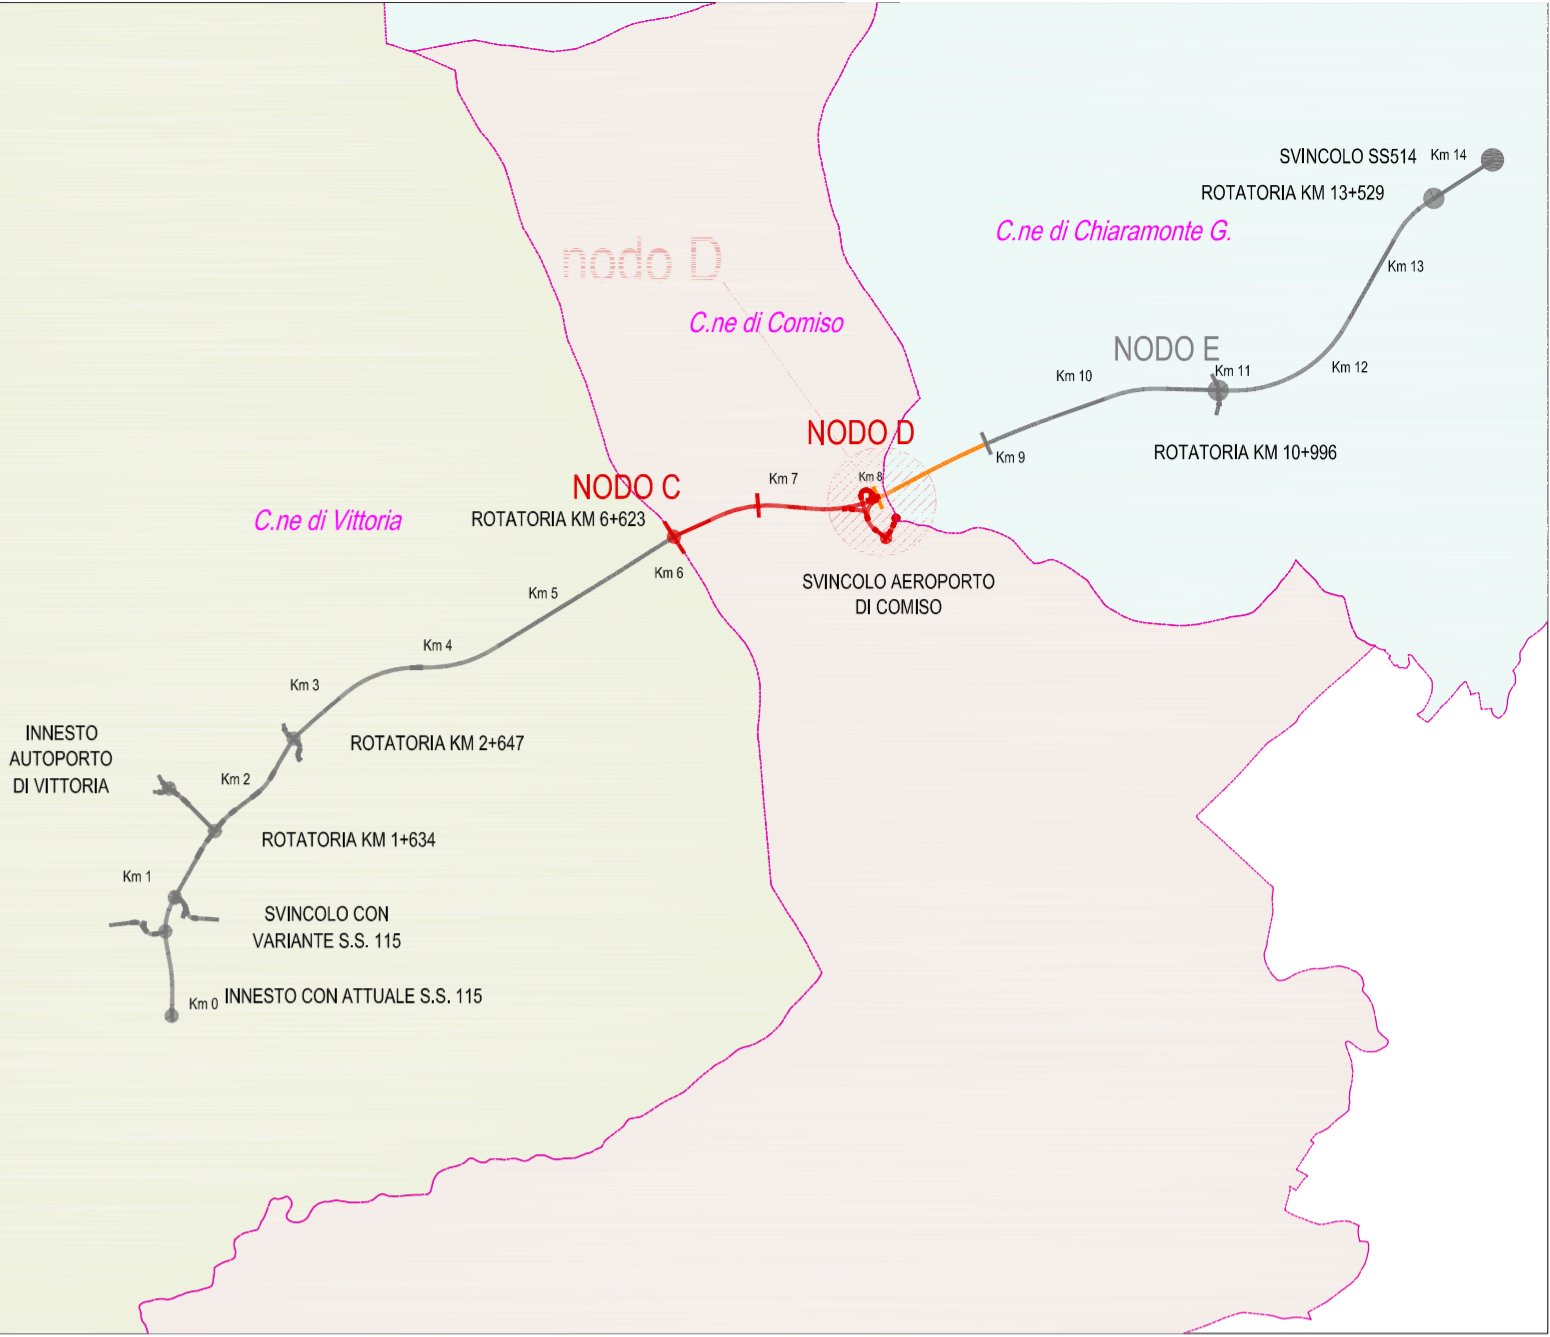 SVINCOLO SS514
Km 14
ROTATORIA KM 13+529
C.ne di Chiaramonte G.
nodo D
Km 13
C.ne di Comiso
NODO E
Km 10
Km 11
Km 12
NODO D
ROTATORIA KM 10+996
Km 9
Km 8
Km 7
NODO C
ROTATORIA KM 6+623
C.ne di Vittoria
Km 6
SVINCOLO AEROPORTO
DI COMISO
Km 5
Km 4
Km 3
INNESTO
AUTOPORTO
DI VITTORIA
ROTATORIA KM 2+647
Km 2
ROTATORIA KM 1+634
Km 1
SVINCOLO CON
VARIANTE S.S. 115
Km 0
INNESTO CON ATTUALE S.S. 115